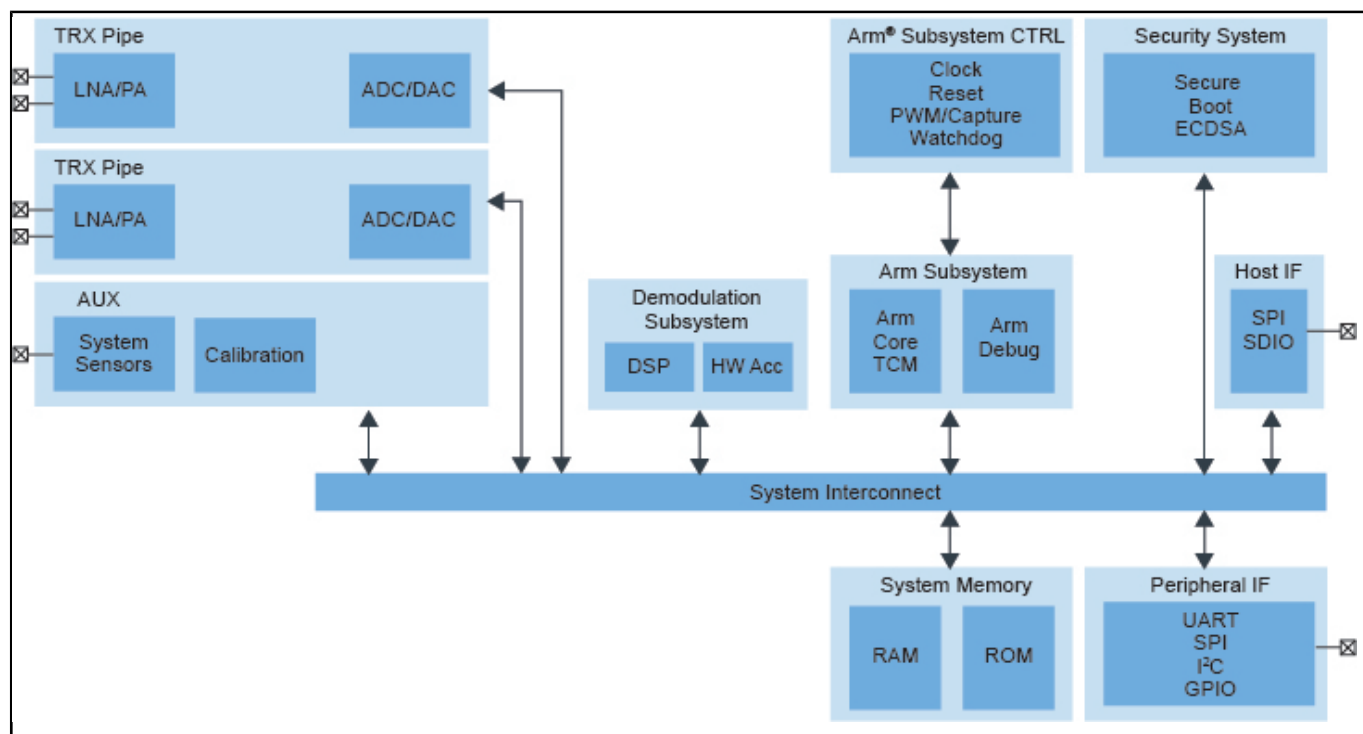 TRX Pipe
LNA/PA
ADC/DAC
TRX Pipe
LNA/PA
ADC/DAC
AUX
System
Sensors
Calibration
Demodulation
Subsystem
DSP
HW Acc
Arm® Subsystem CTRL
Clock
Reset
PWM/Capture
Watchdog
Security System
Secure
Boot
ECDSA
Arm Subsystem
Arm
Core
TCM
Arm
Debug
Host IF
SPI
SDIO
System Interconnect
System Memory
RAM
ROM
Peripheral IF
UART
SPI
I²C
GPIO